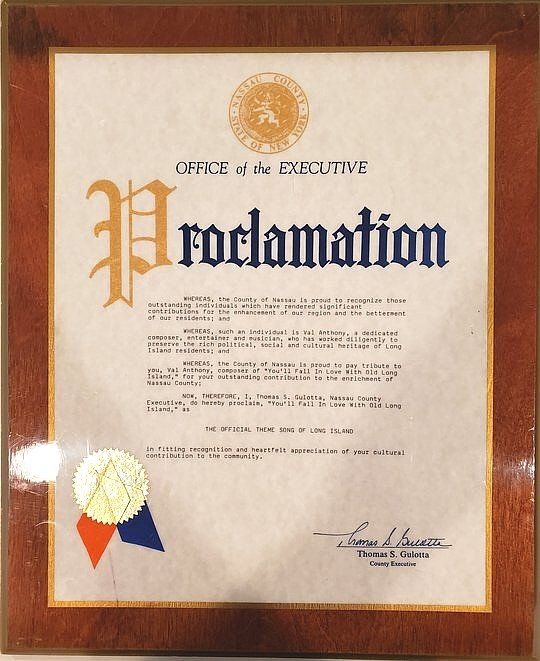 NASSAU COUNTY
STATE OF NEW YORK
OFFICE of the EXECUTIVE
Proclamation
WHEREAS, the County of Nassau is proud to recognize those
outstanding individuals which have rendered significant
contributions for the enhancement of our region and the betterment
of our residents; and
WHEREAS, such an individual is Val Anthony, a dedicated
composer, entertainer and musician, who has worked diligently to
preserve the rich political, social and cultural heritage of Long
Island residents; and
WHEREAS, the County of Nassau is proud to pay tribute to
you, Val Anthony, composer of "You'll Fall In Love With Old Long
Island," for your outstanding contribution to the enrichment of
Nassau County;
NOW, THEREFORE, I, Thomas S. Gulotta, Nassau County
Executive, do hereby proclaim, "You'll Fall In Love With Old Long
Island," as
THE OFFICIAL THEME SONG OF LONG ISLAND
in fitting recognition and heartfelt appreciation of your cultural
contribution to the community.
Thomas S. Gulotta
Thomas S. Gulotta
County Executive